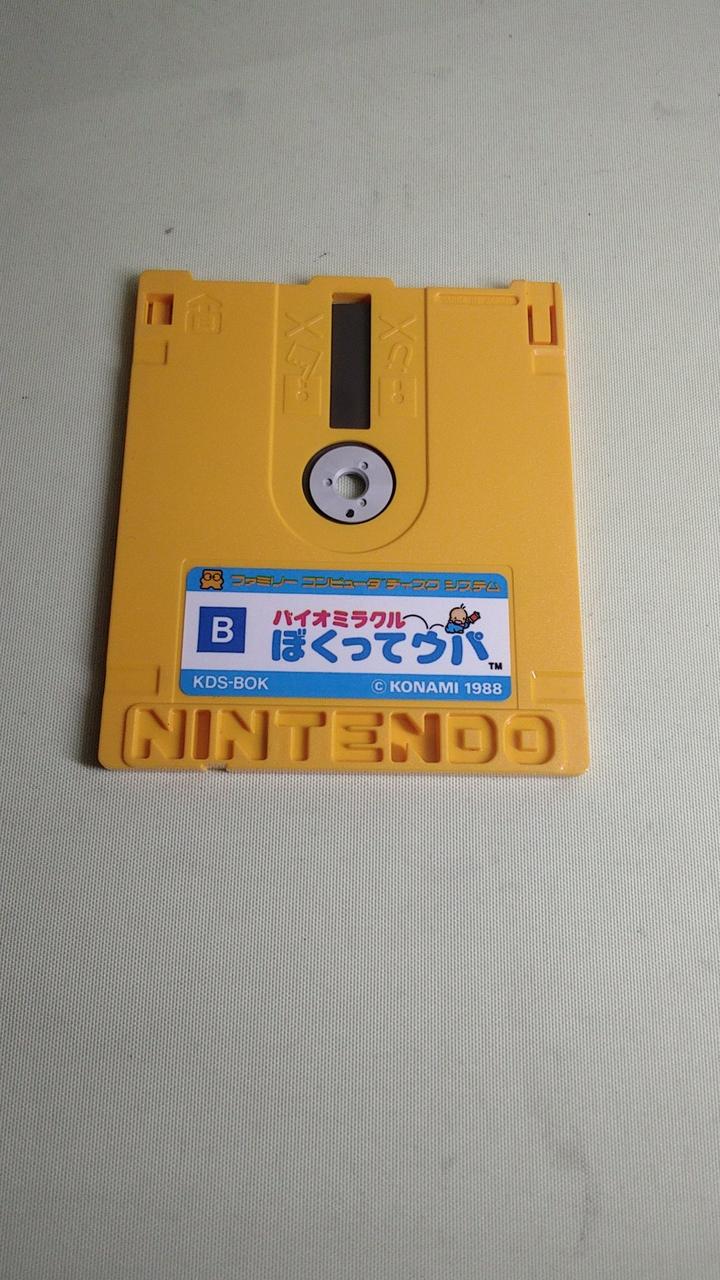 ファミリー コンピュータ ディスク システム
B
バイオミラクル
ぼくってウパ
TM
KDS-BOK
© KONAMI 1988
NINTENDO